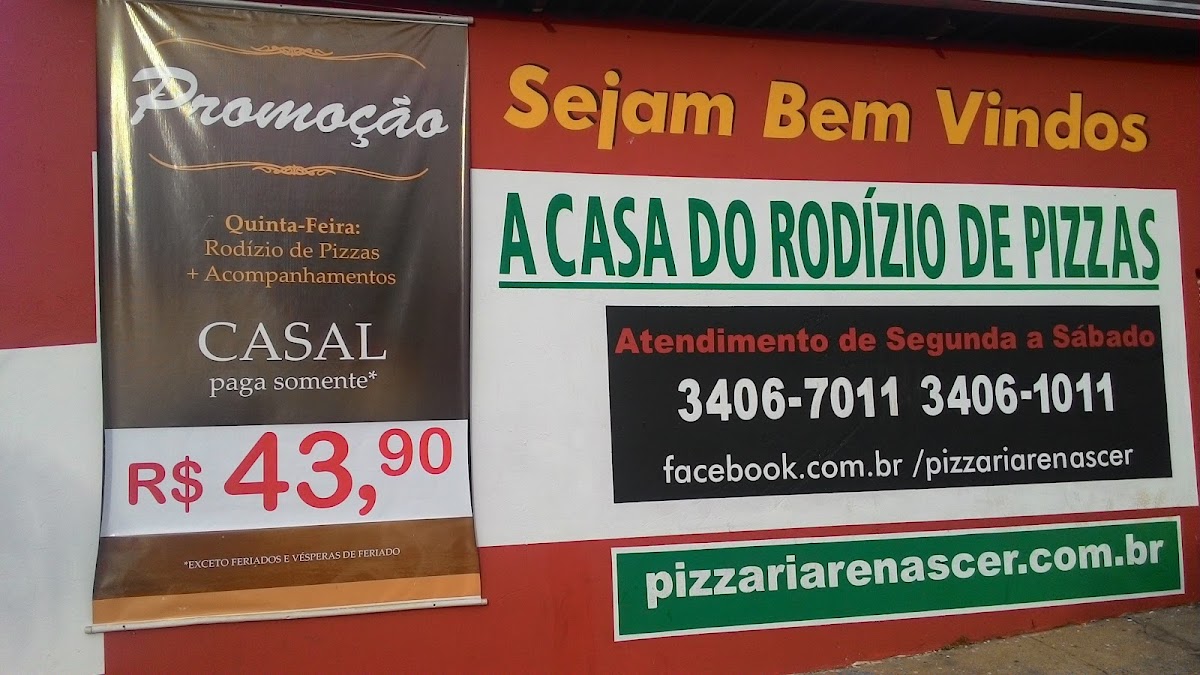 Promoção
Quinta-Feira:
Rodízio de Pizzas
+ Acompanhamentos
CASAL
paga somente*
R$ 43,90
*EXCETO FERIADOS E VÉSPERAS DE FERIADO
Sejam Bem Vindos
A CASA DO RODÍZIO DE PIZZAS
Atendimento de Segunda a Sábado
3406-7011 3406-1011
facebook.com.br /pizzariarenascer
pizzariarenascer.com.br